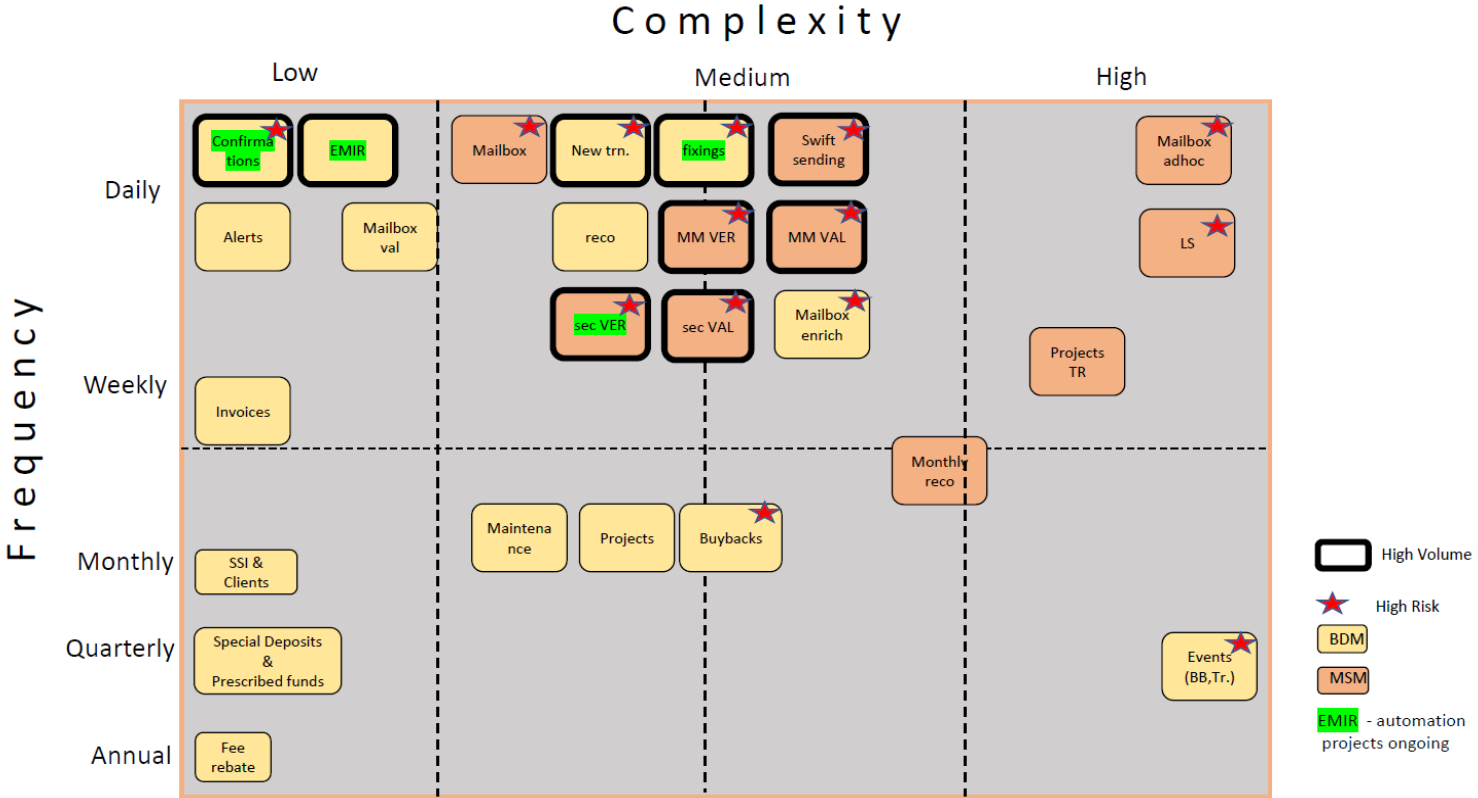 Complexity
Low
Medium
High
Frequency
Daily
Weekly
Monthly
Quarterly
Annual
Confirma
tions
EMIR
Mailbox
New trn.
fixings
Swift
sending
Mailbox
adhoc
Alerts
Mailbox
val
reco
MM VER
MM VAL
LS
sec VER
sec VAL
Mailbox
enrich
Projects
TR
Invoices
Monthly
reco
Maintena
nce
Projects
Buybacks
SSI &
Clients
Special Deposits
&
Prescribed funds
Events
(BB,Tr.)
Fee
rebate
High Volume
High Risk
BDM
MSM
EMIR - automation
projects ongoing